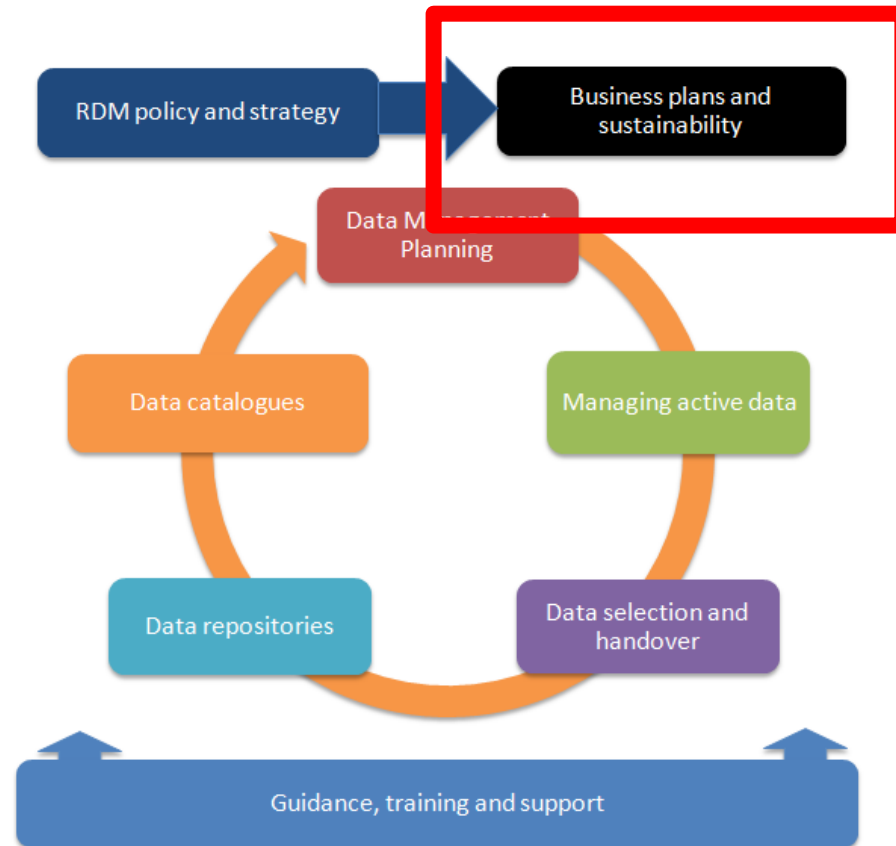 RDM policy and strategy
Business plans and
sustainability
Data Management
Planning
Data catalogues
Managing active data
Data repositories
Data selection and
handover
Guidance, training and support